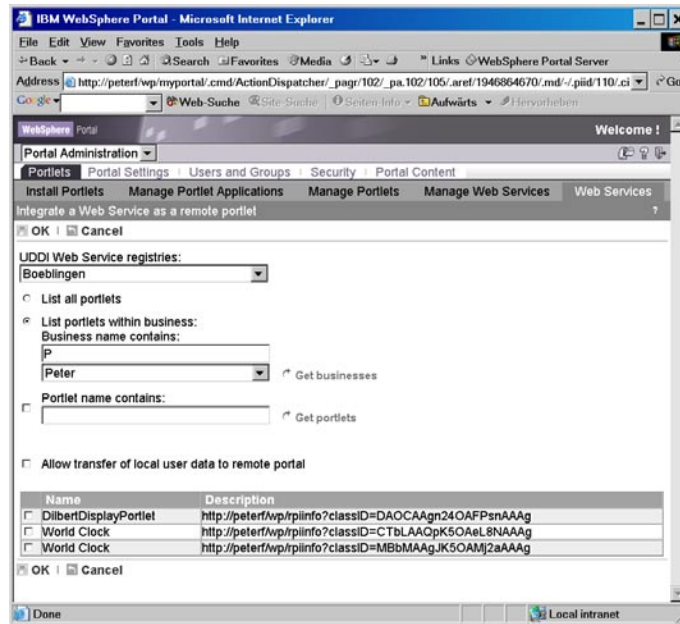 IBM WebSphere Portal - Microsoft Internet Explorer
File Edit View Favorites Tools Help
Back Search Favorites Media Links WebSphere Portal Server
Address http://peterf/wp/myportal/.cmd/ActionDispatcher/_pagr/102/_pa.102/105/.aref/1946864670/.md/-/.piid/110/.ci Go
Google Web-Suche Site-Suche Seiten-Info Aufwärts Hervorheben
WebSphere Portal Welcome !
Portal Administration
Portlets Portal Settings Users and Groups Security Portal Content
Install Portlets Manage Portlet Applications Manage Portlets Manage Web Services Web Services
Integrate a Web Service as a remote portlet ?
OK | Cancel
UDDI Web Service registries:
Boeblingen
List all portlets
List portlets within business:
Business name contains:
P
Peter Get businesses
Portlet name contains:
Get portlets
Allow transfer of local user data to remote portal
Name Description
DilbertDisplayPortlet http://peterf/wp/rpiinfo?classID=DAOCAAgn24OAFPsnAAAg
World Clock http://peterf/wp/rpiinfo?classID=CTbLAAQpK5OAeL8NAAAg
World Clock http://peterf/wp/rpiinfo?classID=MBbMAAgJK5OAMj2aAAAg
OK | Cancel
Done Local intranet